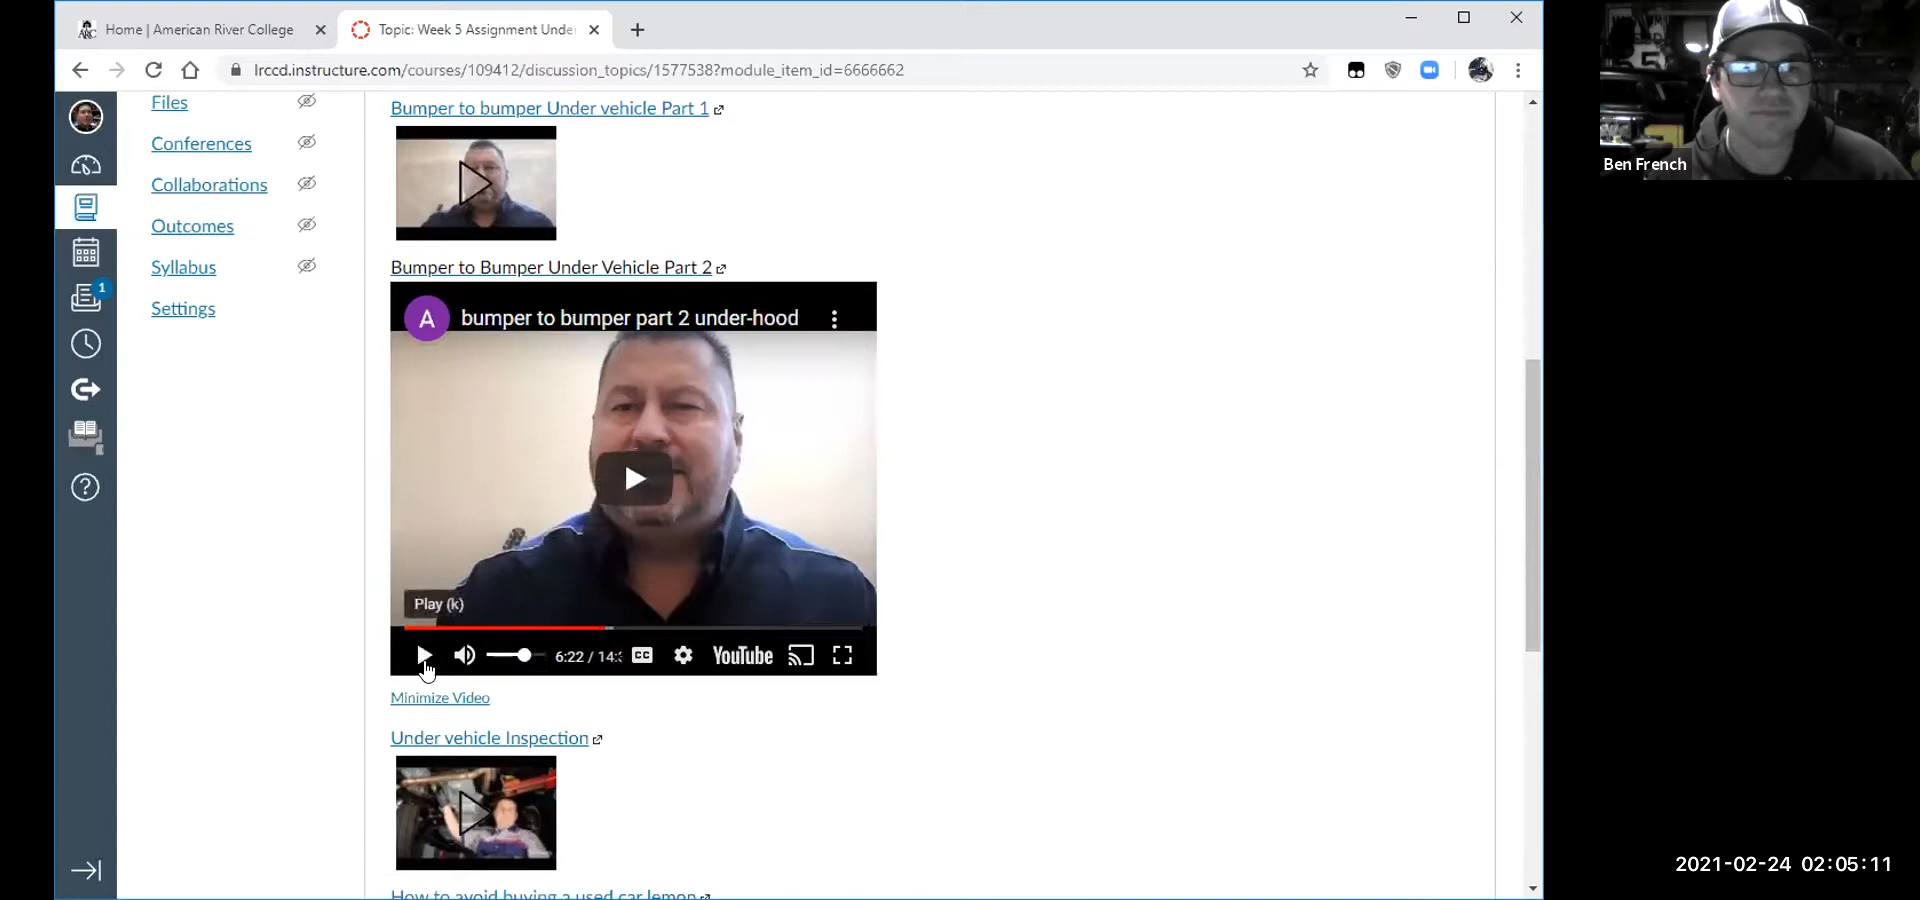 Home | American River College
Topic: Week 5 Assignment Unde
lrccd.instructure.com/courses/109412/discussion_topics/1577538?module_item_id=6666662
Files
Conferences
Collaborations
Outcomes
Syllabus
Settings
1
Bumper to bumper Under vehicle Part 1
Bumper to Bumper Under Vehicle Part 2
A
bumper to bumper part 2 under-hood
Play (k)
6:22 / 14:
CC
YouTube
Minimize Video
Under vehicle Inspection
How to avoid buying a used car lemon
Ben French
2021-02-24 02:05:11